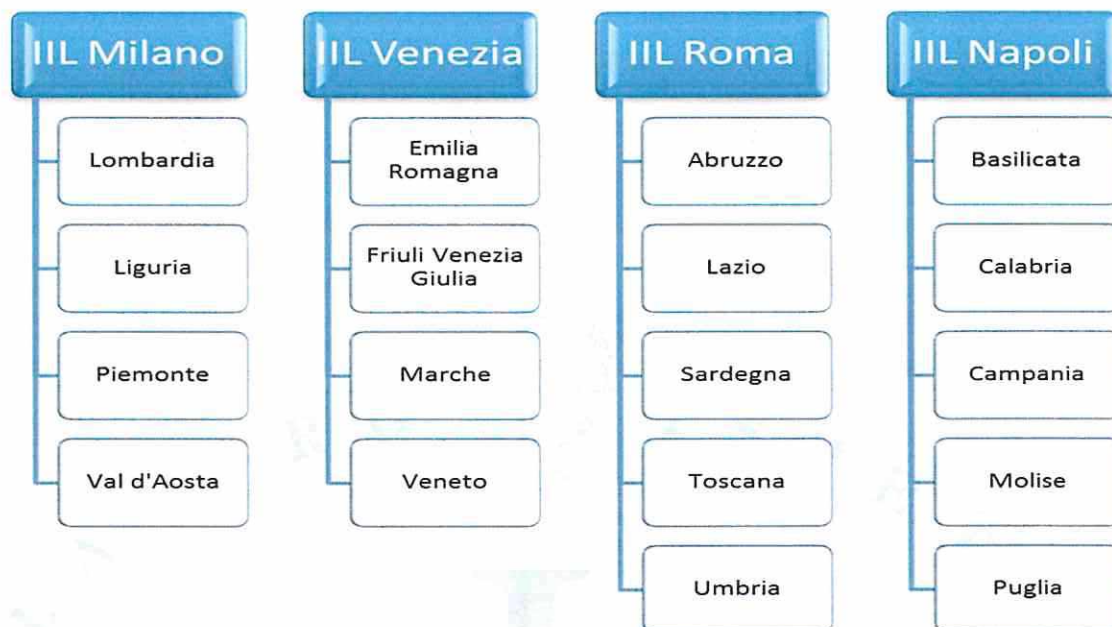 IIL Milano
Lombardia
Liguria
Piemonte
Val d'Aosta
IIL Venezia
Emilia
Romagna
Friuli Venezia
Giulia
Marche
Veneto
IIL Roma
Abruzzo
Lazio
Sardegna
Toscana
Umbria
IIL Napoli
Basilicata
Calabria
Campania
Molise
Puglia